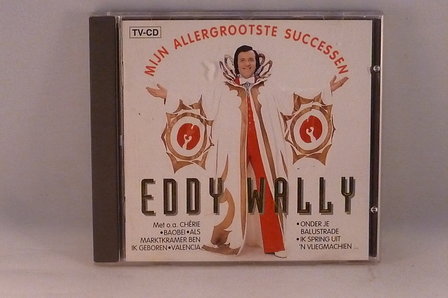 TV-CD
MIJN ALLERGROOTSTE SUCCESSEN
EDDY WALLY
Met o.a. CHÉRIE
•BAOBEI•ALS
MARKTKRAMER BEN
IK GEBOREN•VALENCIA
•ONDER JE
BALUSTRADE
•IK SPRING UIT
'N VLIEGMACHIEN ...